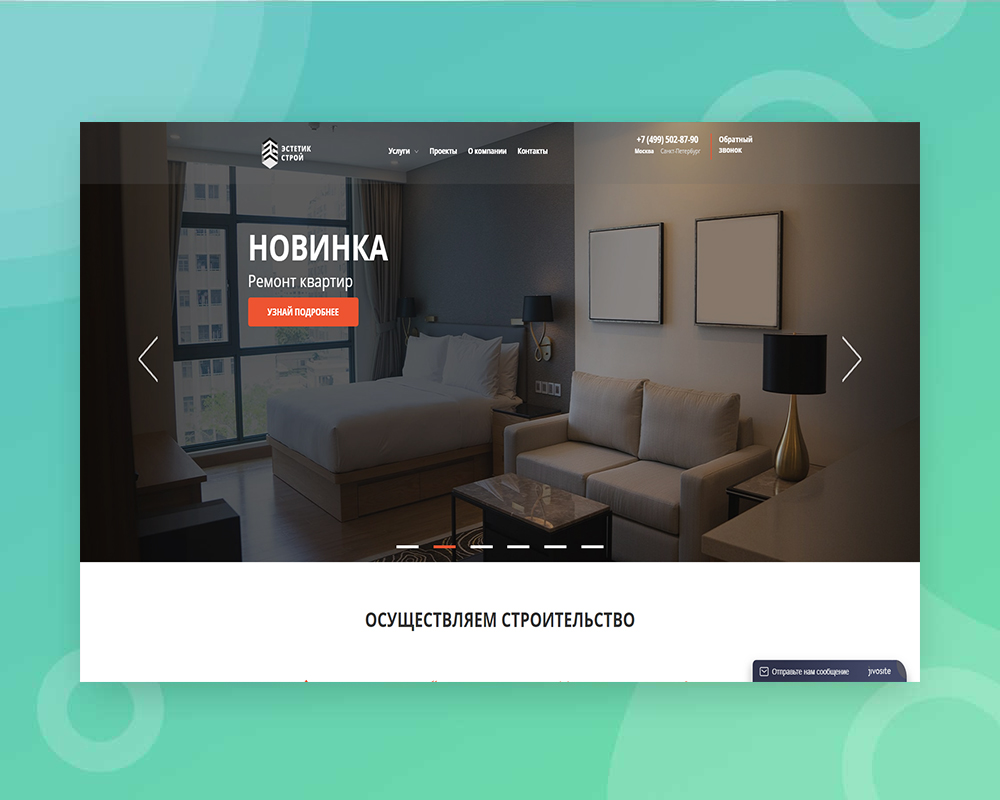 ЭСТЕТИК
СТРОЙ
Услуги Проекты О компании Контакты
+7 (499) 502-87-90
Москва Санкт-Петербург
Обратный
звонок
НОВИНКА
Ремонт квартир
УЗНАЙ ПОДРОБНЕЕ
ОСУЩЕСТВЛЯЕМ СТРОИТЕЛЬСТВО
Отправьте нам сообщение jivosite